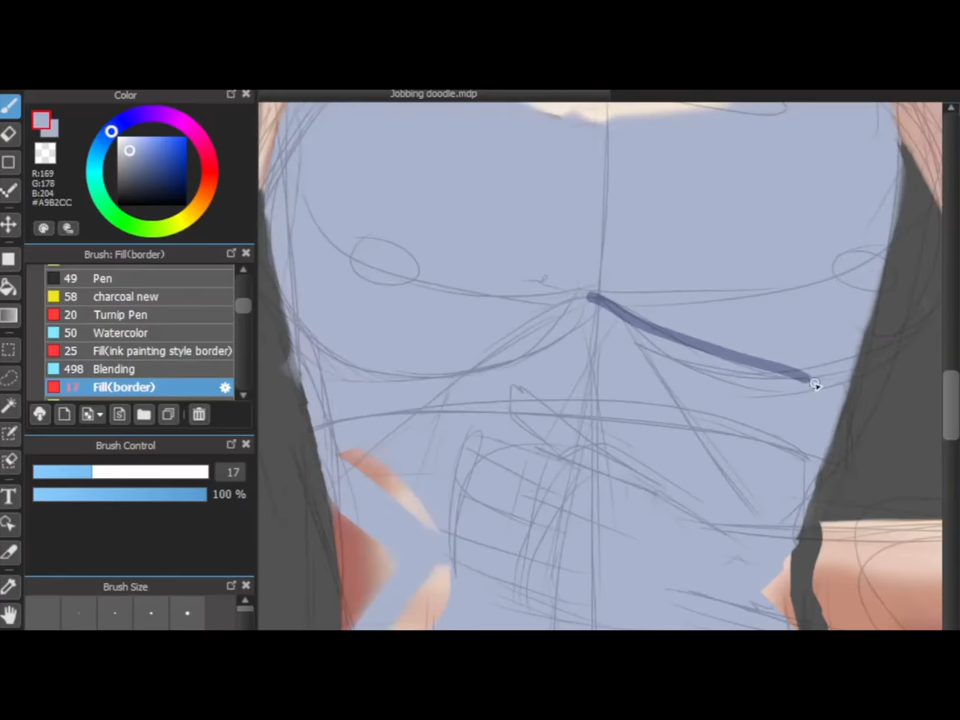 Color
Jobbing doodle.mdp
R:169
G:178
B:204
#A9B2CC
Brush: Fill(border)
49 Pen
58 charcoal new
20 Turnip Pen
50 Watercolor
25 Fill(ink painting style border)
498 Blending
17 Fill(border)
Brush Control
17
100 %
T
Brush Size